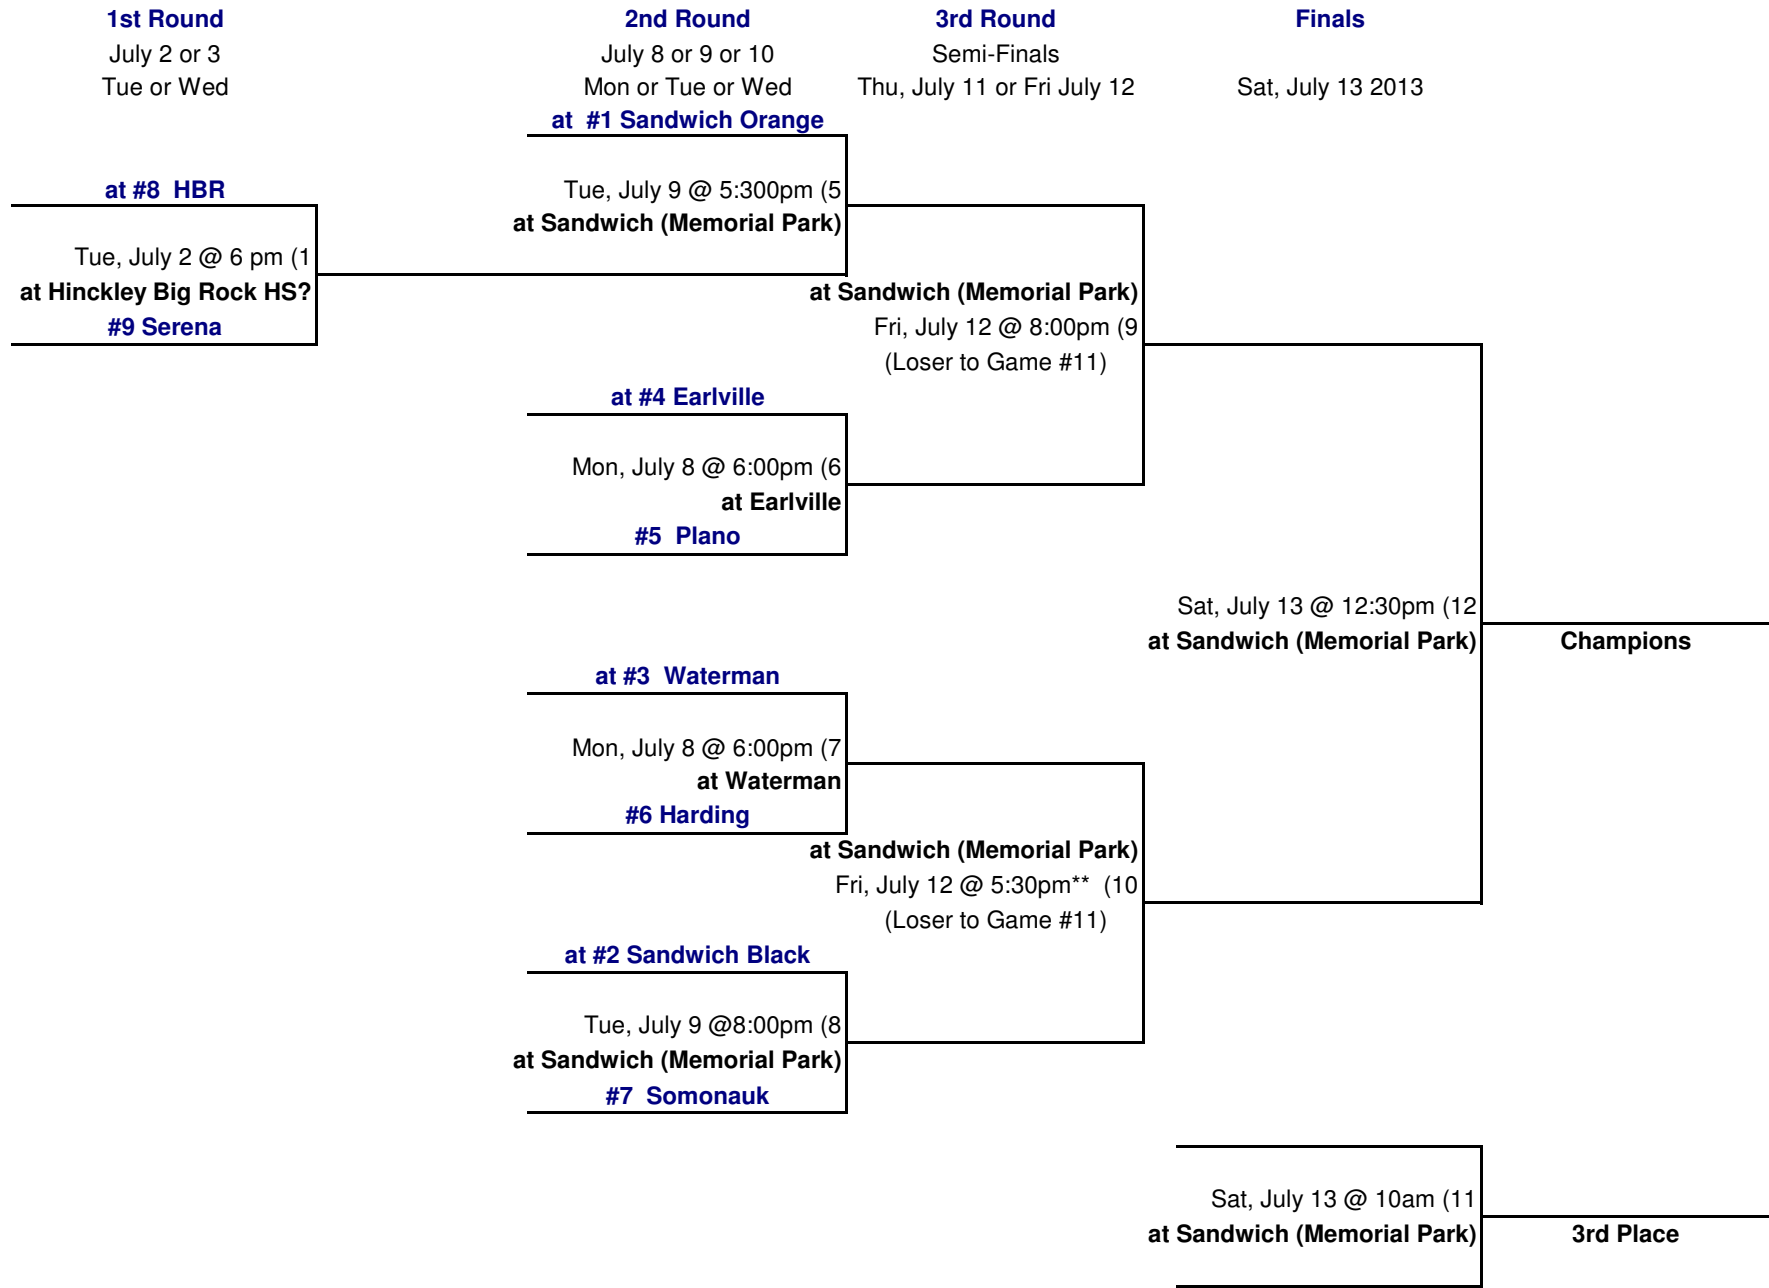 1st Round
July 2 or 3
Tue or Wed
2nd Round
July 8 or 9 or 10
Mon or Tue or Wed
3rd Round
Semi-Finals
Thu, July 11 or Fri July 12
Finals
Sat, July 13 2013
at #8 HBR
Tue, July 2 @ 6 pm (1
at Hinckley Big Rock HS?
#9 Serena
at #1 Sandwich Orange
Tue, July 9 @ 5:300pm (5
at Sandwich (Memorial Park)
at #4 Earlville
Mon, July 8 @ 6:00pm (6
at Earlville
#5 Plano
at #3 Waterman
Mon, July 8 @ 6:00pm (7
at Waterman
#6 Harding
at #2 Sandwich Black
Tue, July 9 @8:00pm (8
at Sandwich (Memorial Park)
#7 Somonauk
at Sandwich (Memorial Park)
Fri, July 12 @ 8:00pm (9
(Loser to Game #11)
at Sandwich (Memorial Park)
Fri, July 12 @ 5:30pm** (10
(Loser to Game #11)
Sat, July 13 @ 12:30pm (12
at Sandwich (Memorial Park)
Champions
Sat, July 13 @ 10am (11
at Sandwich (Memorial Park)
3rd Place